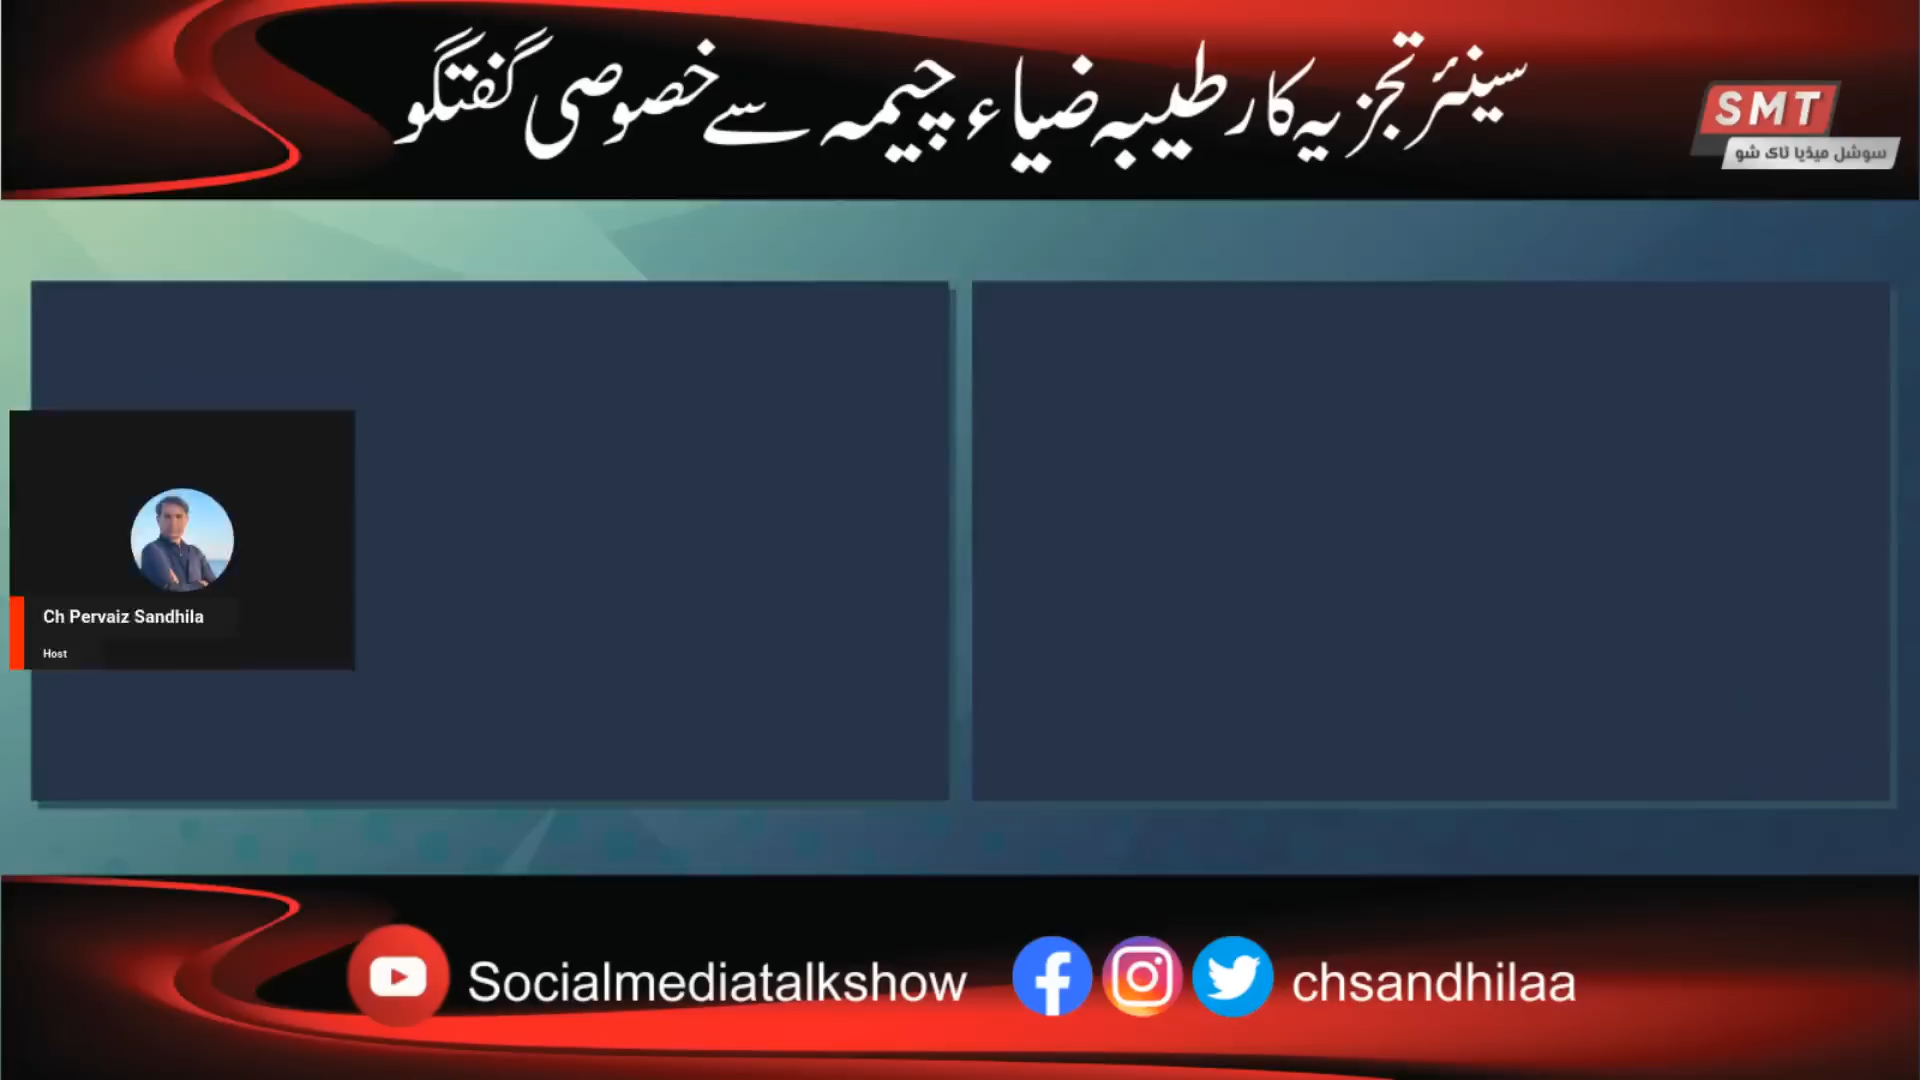 سینئر تجزیہ کار طیبہ ضیاء چیمہ سے خصوصی گفتگو
SMT
سوشل میڈیا ٹاک شو
Ch Pervaiz Sandhila
Host
Socialmediatalkshow
chsandhilaa